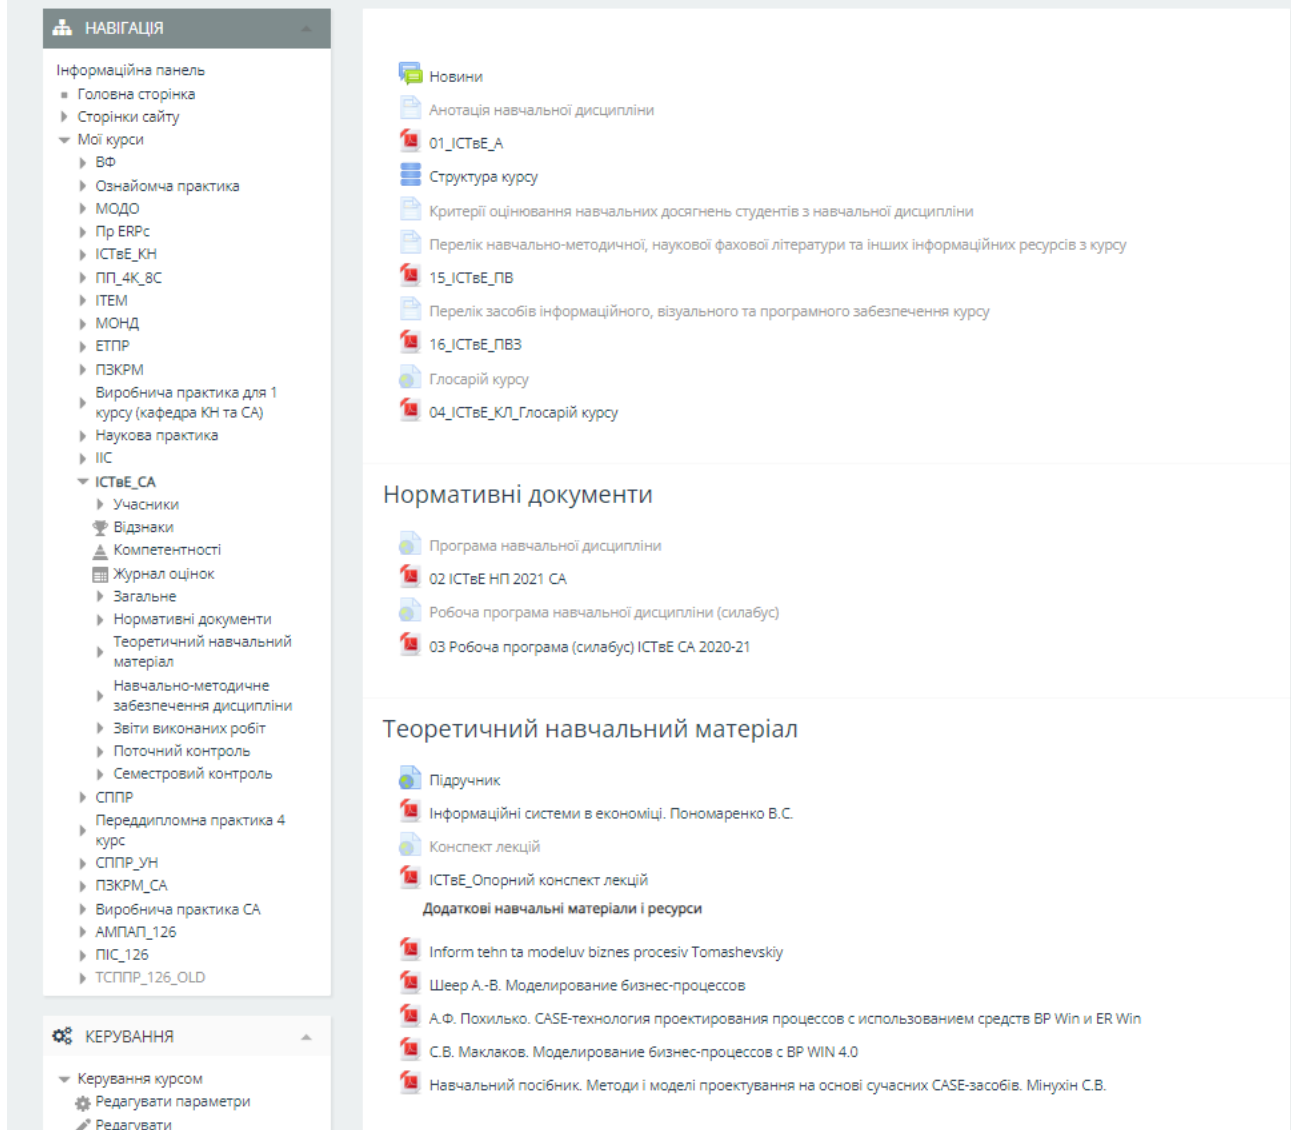 НАВІГАЦІЯ
Інформаційна панель
Головна сторінка
Сторінки сайту
Мої курси
ВФ
Ознайомча практика
МОДО
Пр ERPc
ІСТвЕ_КН
ПП_4К_8С
ІТЕМ
МОНД
ЕТПР
ПЗКРМ
Виробнича практика для 1
курсу (кафедра КН та СА)
Наукова практика
ІІС
ІСТвЕ_СА
Учасники
Відзнаки
Компетентності
Журнал оцінок
Загальне
Нормативні документи
Теоретичний навчальний
матеріал
Навчально-методичне
забезпечення дисципліни
Звіти виконаних робіт
Поточний контроль
Семестровий контроль
СППР
Переддипломна практика 4
курс
СППР_УН
ПЗКРМ_СА
Виробнича практика СА
АМПАП_126
ПІС_126
ТСППР_126_OLD
КЕРУВАННЯ
Керування курсом
Редагувати параметри
Редагувати
Новини
Анотація навчальної дисципліни
01_ІСТвЕ_А
Структура курсу
Критерії оцінювання навчальних досягнень студентів з навчальної дисципліни
Перелік навчально-методичної, наукової фахової літератури та інших інформаційних ресурсів з курсу
15_ІСТвЕ_ПВ
Перелік засобів інформаційного, візуального та програмного забезпечення курсу
16_ІСТвЕ_ПВЗ
Глосарій курсу
04_ІСТвЕ_КЛ_Глосарій курсу
Нормативні документи
Програма навчальної дисципліни
02 ІСТвЕ НП 2021 СА
Робоча програма навчальної дисципліни (силабус)
03 Робоча програма (силабус) ІСТвЕ СА 2020-21
Теоретичний навчальний матеріал
Підручник
Інформаційні системи в економіці. Пономаренко В.С.
Конспект лекцій
ІСТвЕ_Опорний конспект лекцій
Додаткові навчальні матеріали і ресурси
Inform tehn ta modeluv biznes procesiv Tomashevskiy
Шеер А.-В. Моделирование бизнес-процессов
А.Ф. Похилько. CASE-технология проектирования процессов с использованием средств BP Win и ER Win
С.В. Маклаков. Моделирование бизнес-процессов с BP WIN 4.0
Навчальний посібник. Методи і моделі проектування на основі сучасних CASE-засобів. Мінухін С.В.